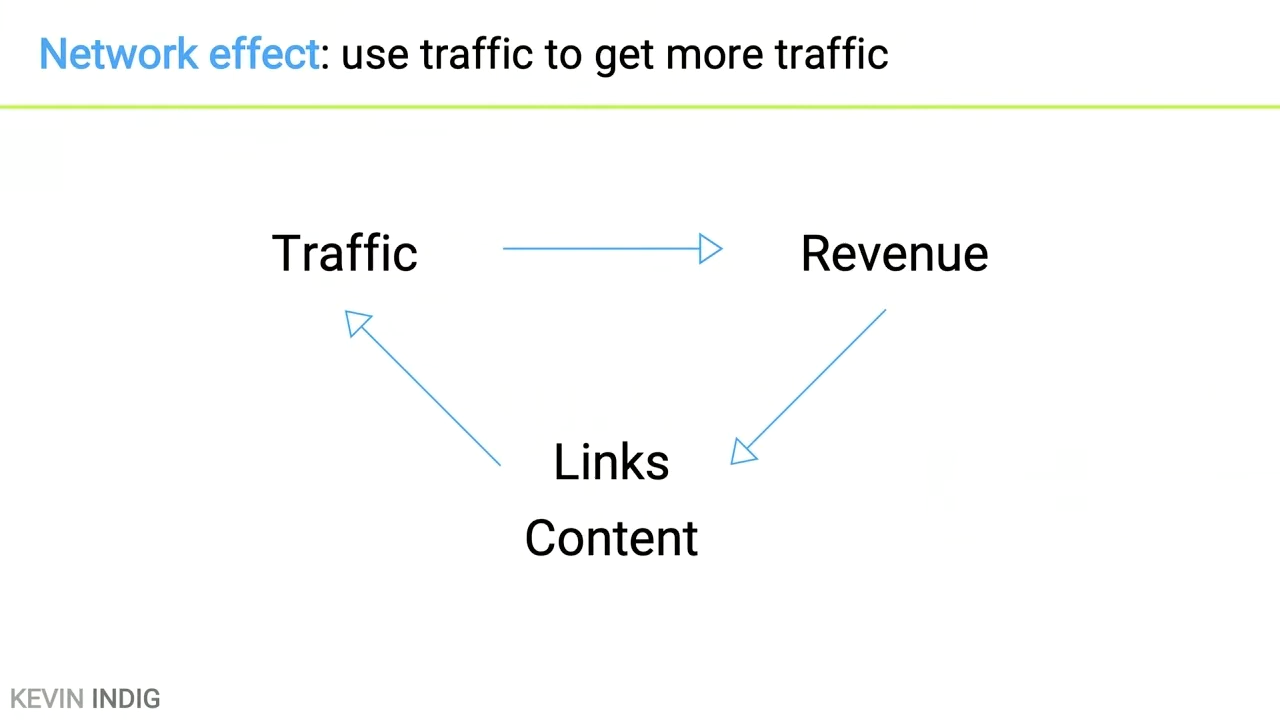 Network effect: use traffic to get more traffic
Traffic
Revenue
Links
Content
KEVIN INDIG